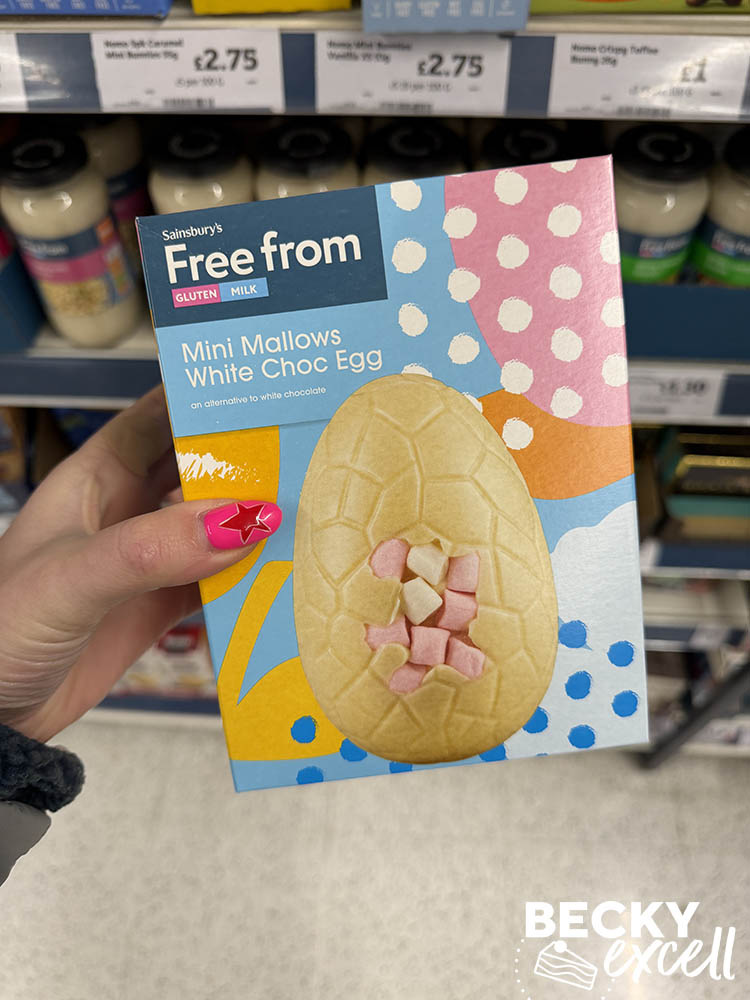 £2.75
£2.75
£1
Sainsbury's
Free from
GLUTEN MILK
Mini Mallows
White Choc Egg
an alternative to white chocolate
BECKY
excell